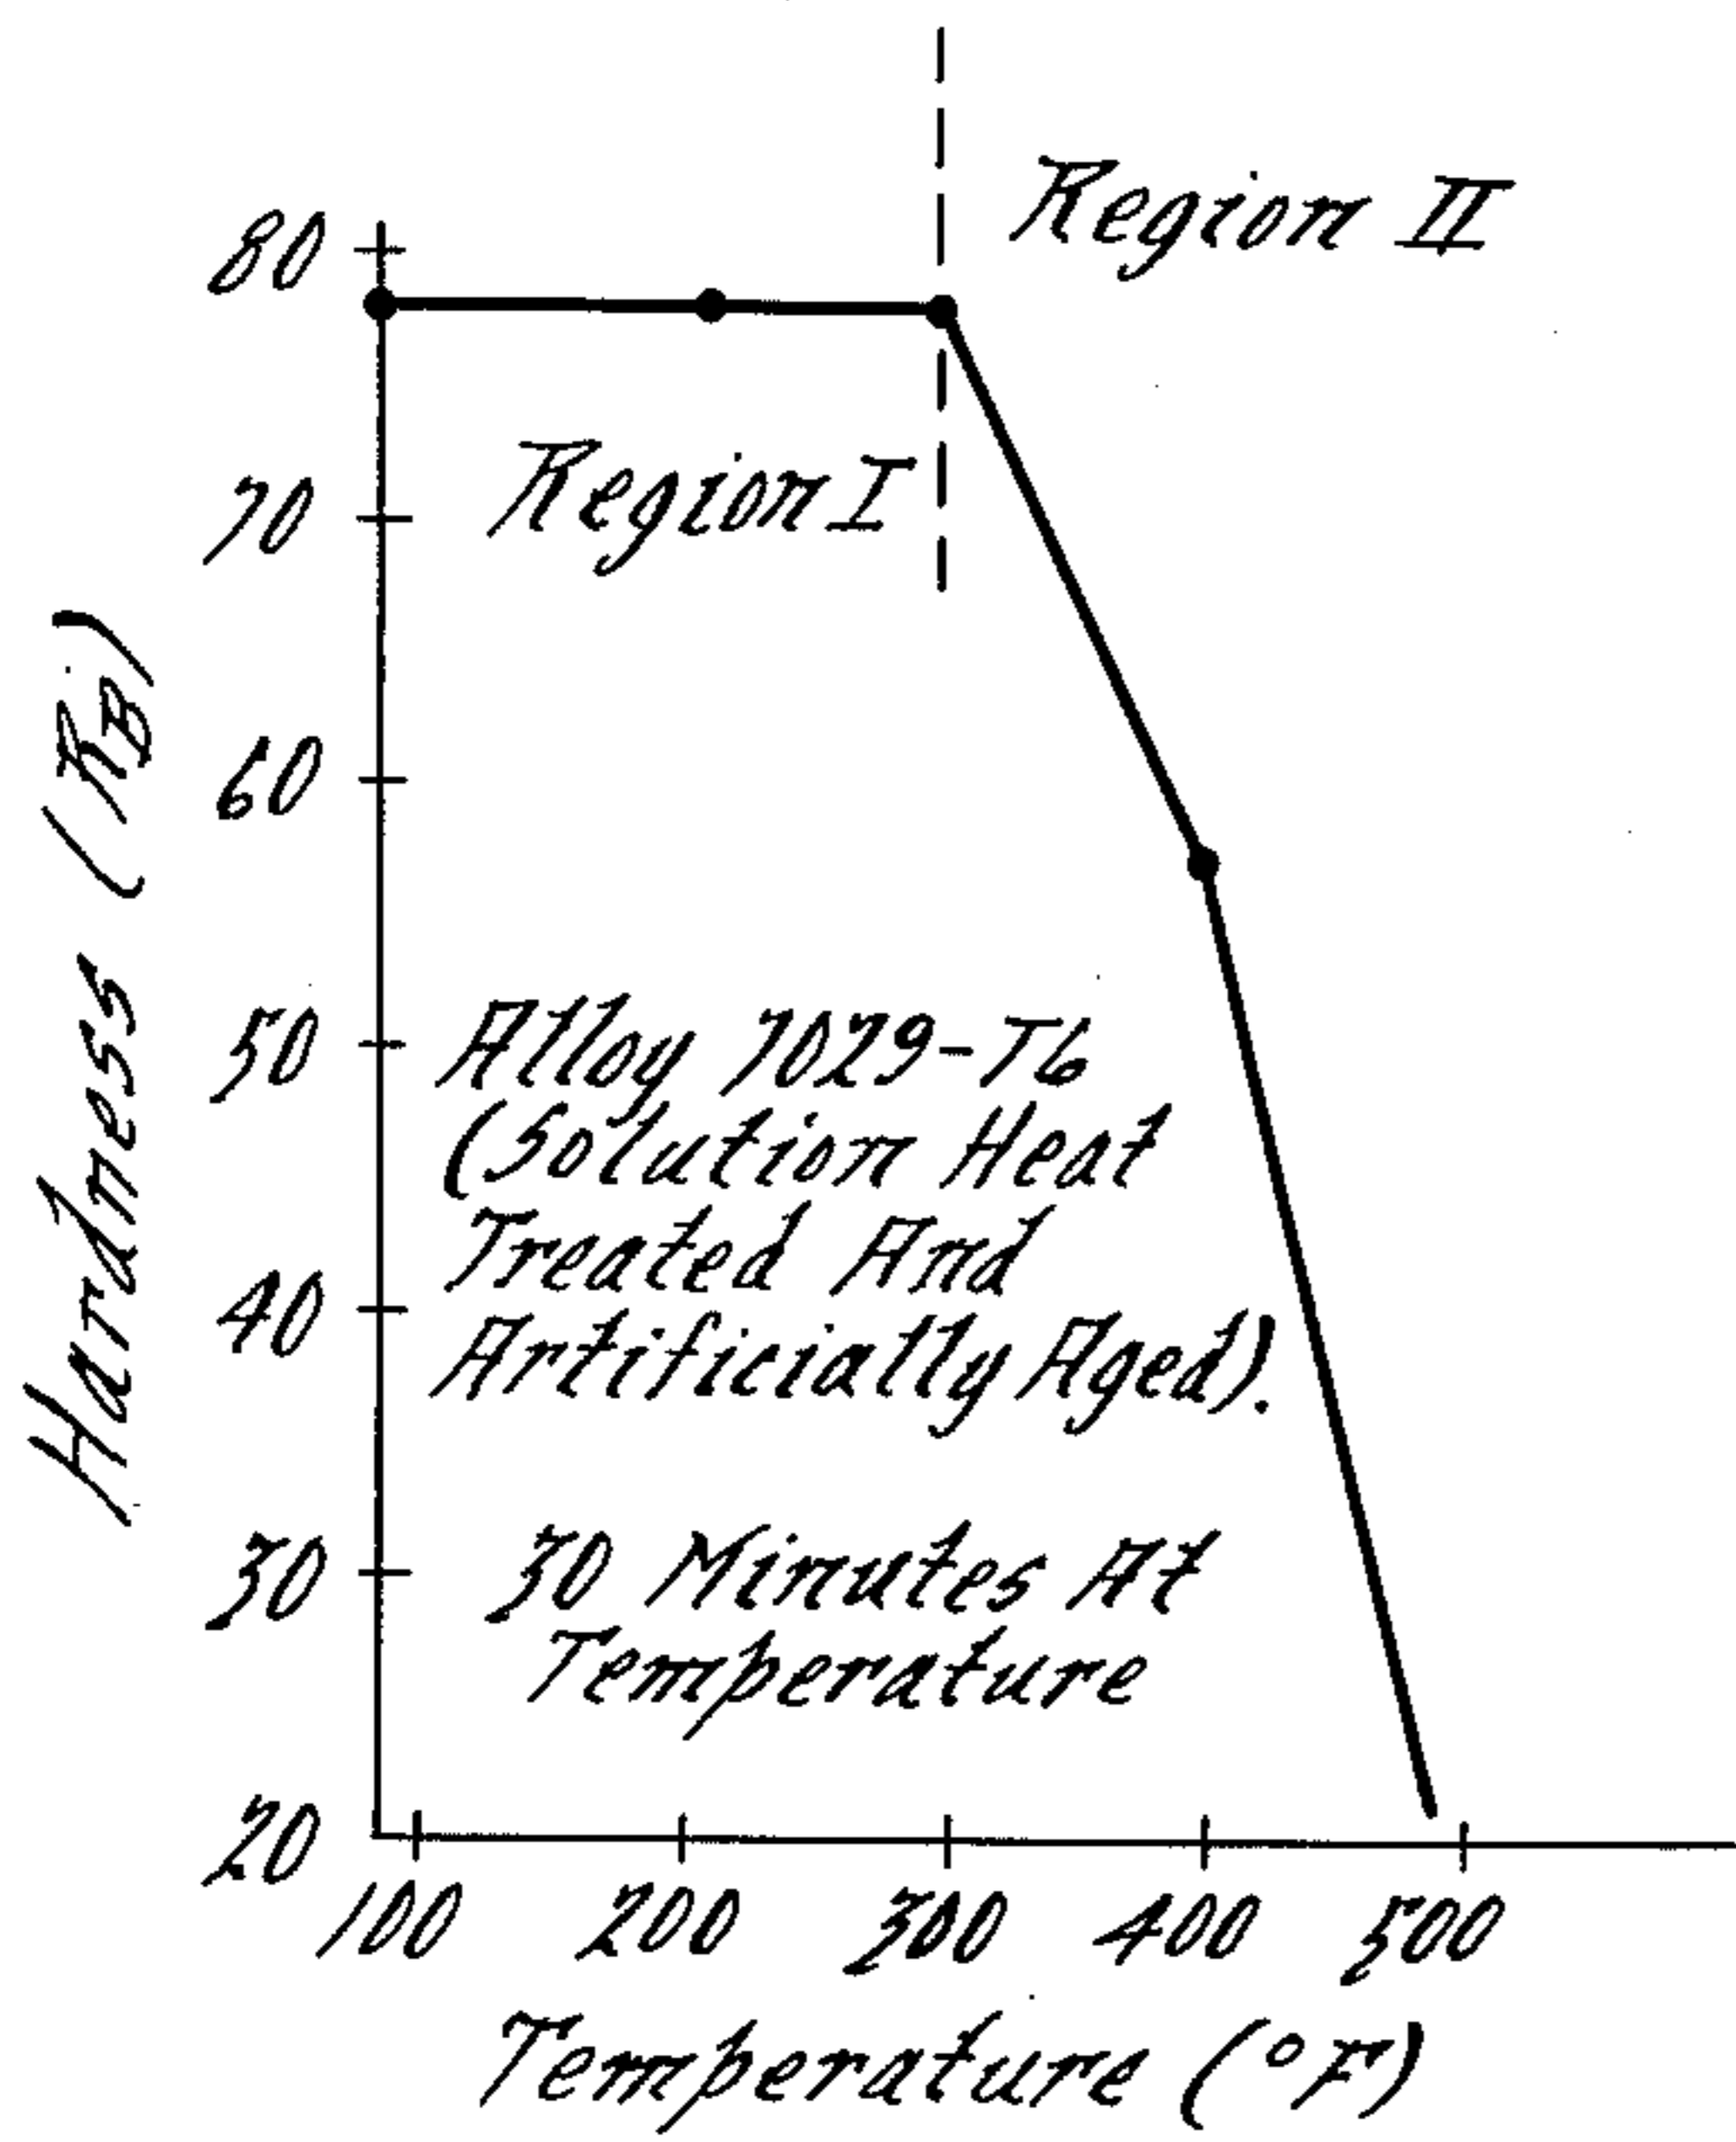 Region II
80
Region I
70
60
50
40
30
20
Hardness (RB)
Alloy 7029-T6
(Solution Heat
Treated And
Artificially Aged).
30 Minutes At
Temperature
100 200 300 400 500
Temperature (°F)